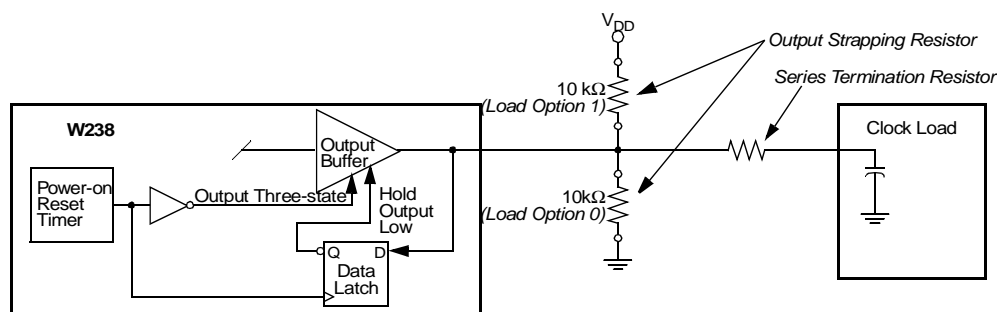 VDD
Output Strapping Resistor
Series Termination Resistor
10 kΩ
(Load Option 1)
W238
Clock Load
Output
Buffer
Power-on
Reset
Timer
Output Three-state
Hold
Output
Low
10kΩ
(Load Option 0)
Q
D
Data
Latch